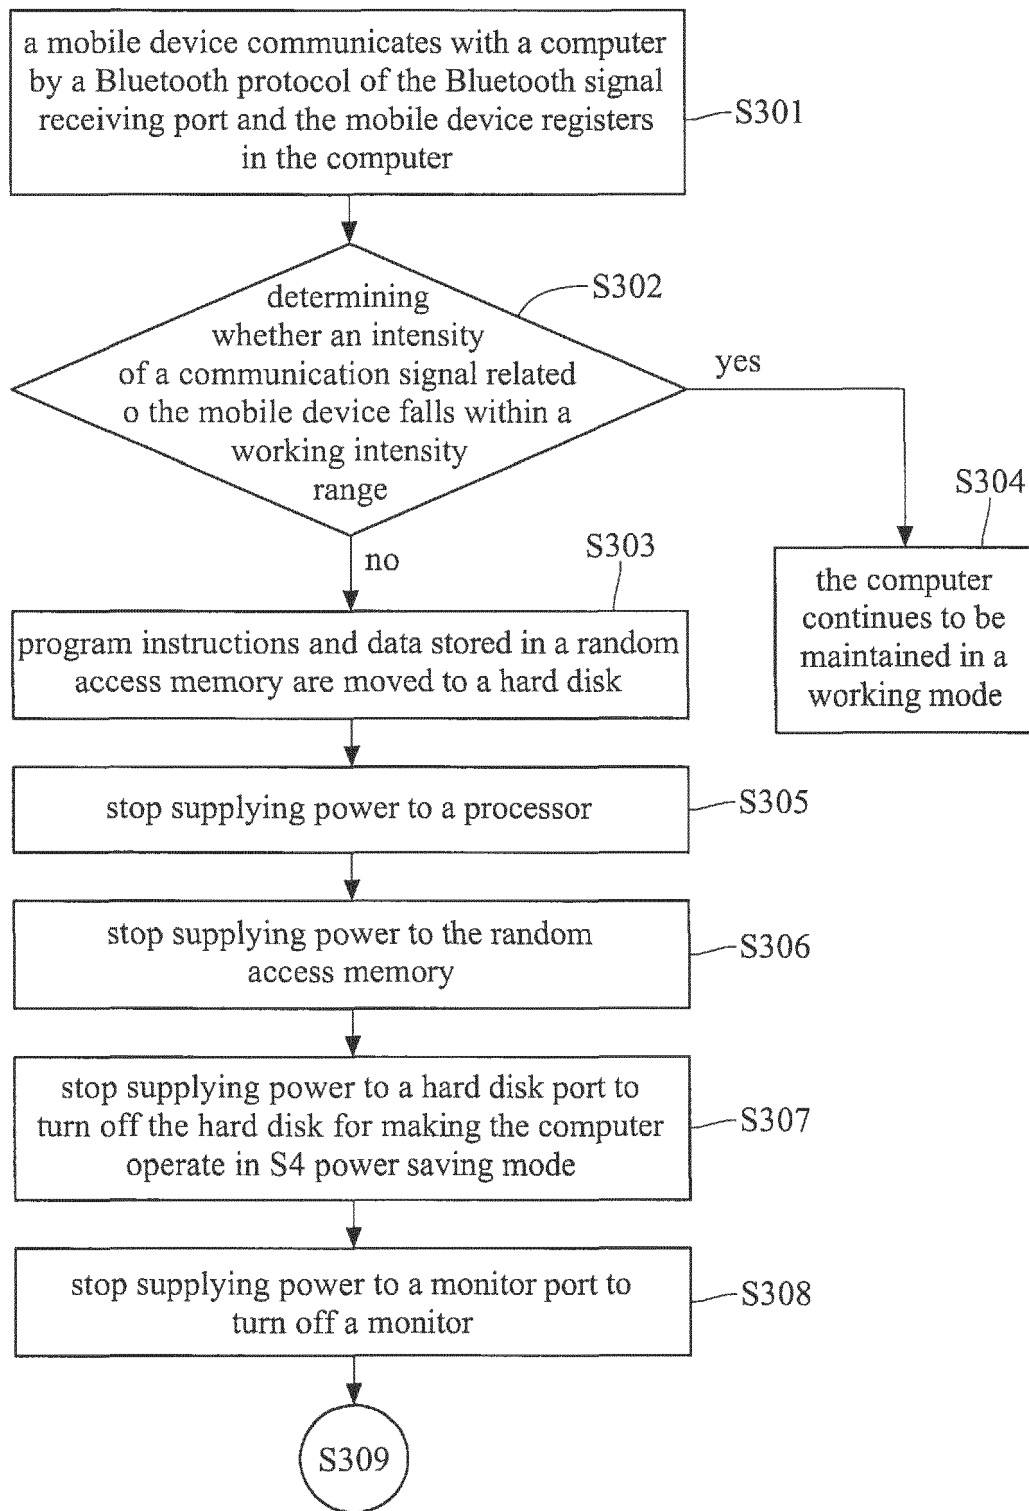 a mobile device communicates with a computer
by a Bluetooth protocol of the Bluetooth signal
receiving port and the mobile device registers
in the computer
S301
determining
whether an intensity
of a communication signal related
o the mobile device falls within a
working intensity
range
S302
yes
no
S304
the computer
continues to be
maintained in a
working mode
S303
program instructions and data stored in a random
access memory are moved to a hard disk
stop supplying power to a processor
S305
stop supplying power to the random
access memory
S306
stop supplying power to a hard disk port to
turn off the hard disk for making the computer
operate in S4 power saving mode
S307
stop supplying power to a monitor port to
turn off a monitor
S308
S309